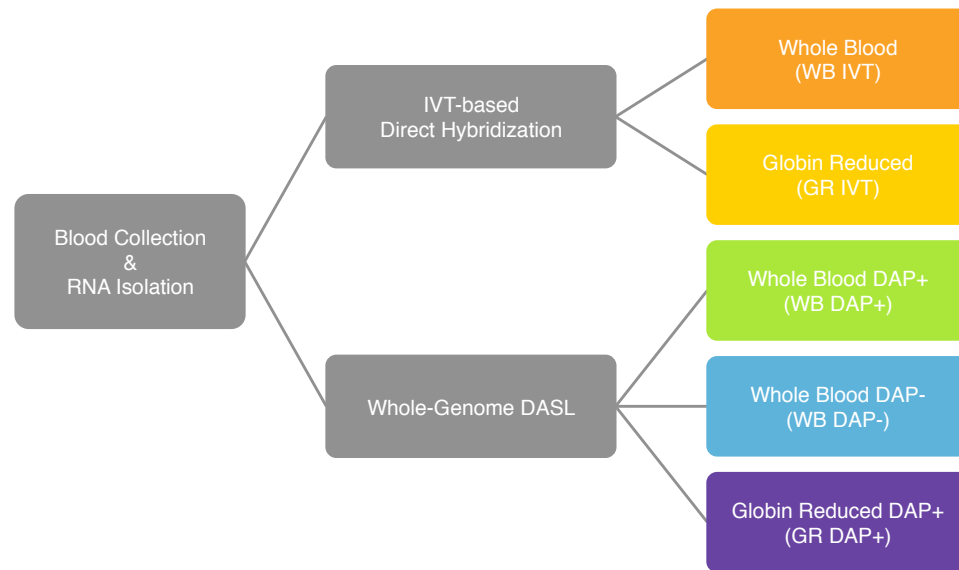 Blood Collection
&
RNA Isolation
IVT-based
Direct Hybridization
Whole-Genome DASL
Whole Blood
(WB IVT)
Globin Reduced
(GR IVT)
Whole Blood DAP+
(WB DAP+)
Whole Blood DAP-
(WB DAP-)
Globin Reduced DAP+
(GR DAP+)